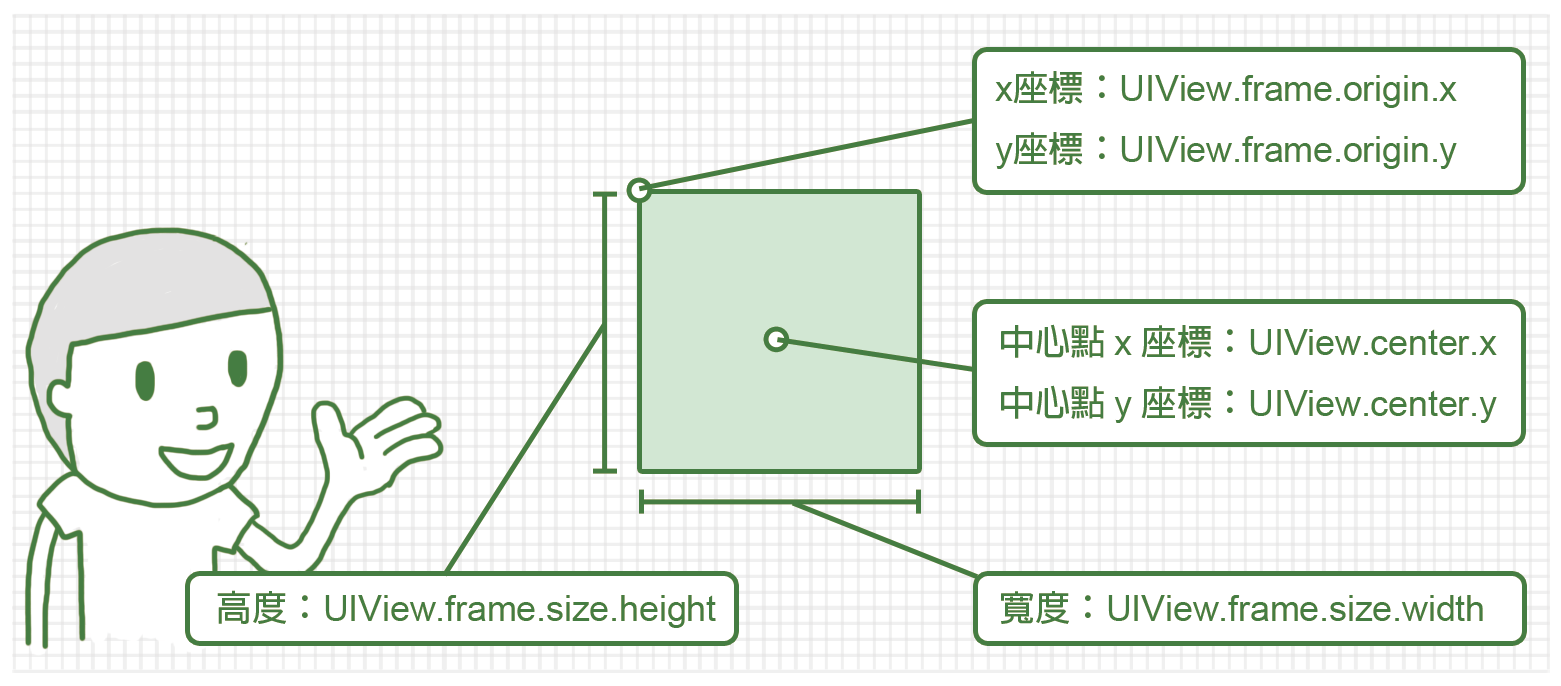 x座標：UIView.frame.origin.x
y座標：UIView.frame.origin.y
中心點 x 座標：UIView.center.x
中心點 y 座標：UIView.center.y
高度：UIView.frame.size.height
寬度：UIView.frame.size.width